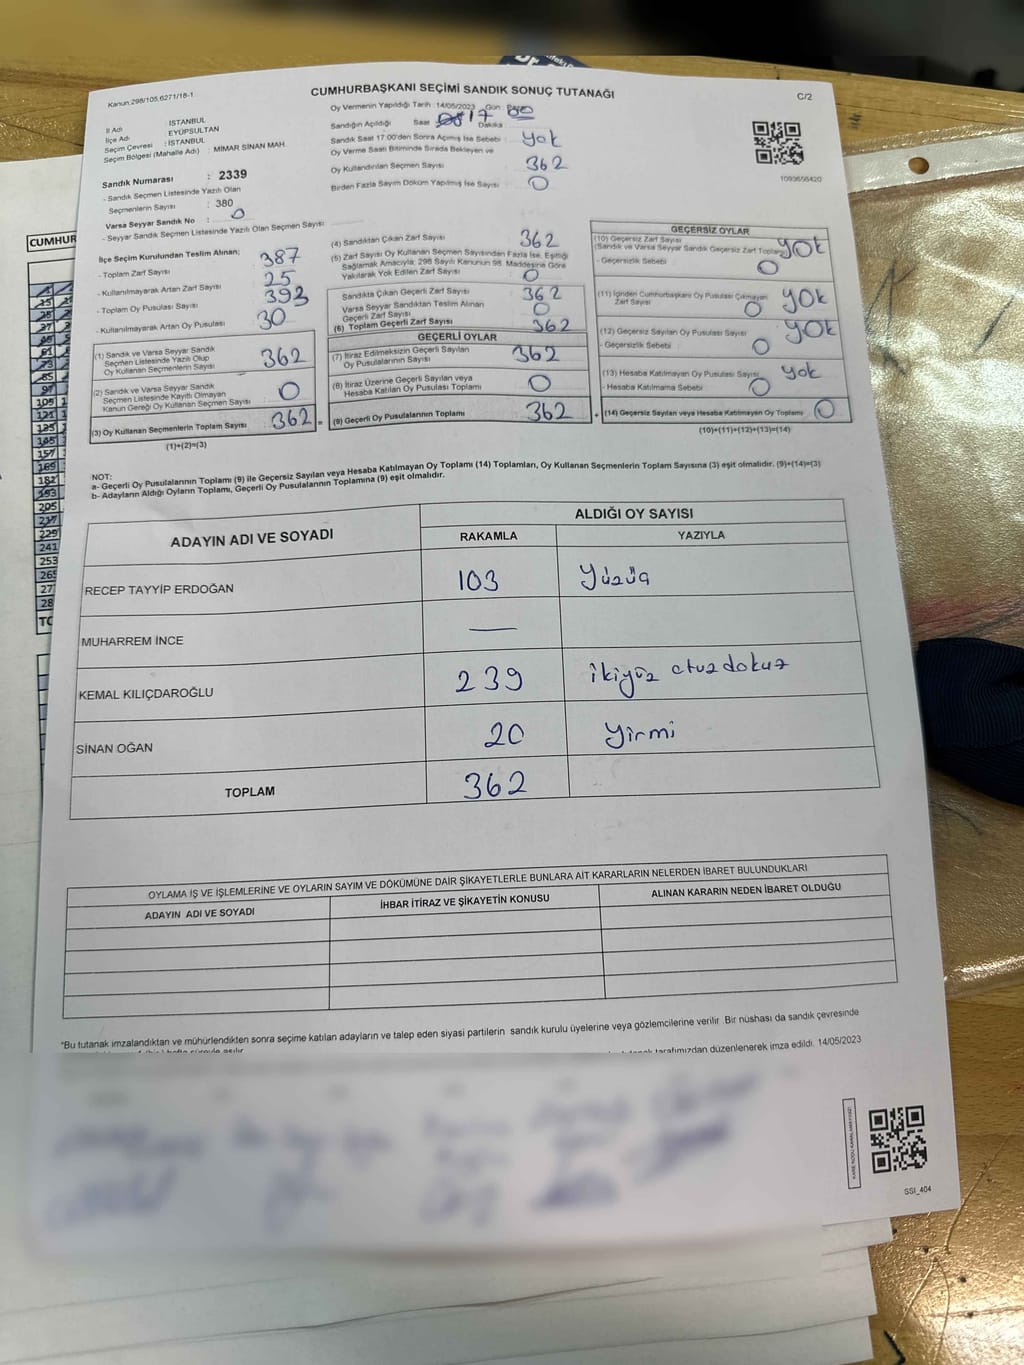 Kanun:298/105,6271/18-1
CUMHURBAŞKANI SEÇİMİ SANDIK SONUÇ TUTANAĞI
C/2
İl Adı : İSTANBUL
İlçe Adı : EYÜPSULTAN
Seçim Çevresi : İSTANBUL
Seçim Bölgesi (Mahalle Adı) : MİMAR SİNAN MAH.
Sandık Numarası : 2339
- Sandık Seçmen Listesinde Yazılı Olan
Seçmenlerin Sayısı : 380
Varsa Seyyar Sandık No : 0
- Seyyar Sandık Seçmen Listesinde Yazılı Olan Seçmen Sayısı
Oy Vermenin Yapıldığı Tarih : 14/05/2023 Gün : Pazar
Sandığın Açıldığı Saat 17 Dakika
Sandık Saat 17:00'den Sonra Açımış İse Sebebi yok
Oy Verme Saati Bitiminde Sırada Bekleyen ve
Oy Kullandırılan Seçmen Sayısı 362
Birden Fazla Sayım Döküm Yapılmış İse Sayısı 0
1093656420
İlçe Seçim Kurulundan Teslim Alınan;
- Toplam Zarf Sayısı 387
- Kullanılmayarak Artan Zarf Sayısı 25
- Toplam Oy Pusulası Sayısı 393
- Kullanılmayarak Artan Oy Pusulası 30
(1) Sandık ve Varsa Seyyar Sandık
Seçmen Listesinde Yazılı Olup
Oy Kullanan Seçmenlerin Sayısı 362
(2) Sandık ve Varsa Seyyar Sandık
Seçmen Listesinde Kayıtlı Olmayan
Kanun Gereği Oy Kullanan Seçmen Sayısı 0
(3) Oy Kullanan Seçmenlerin Toplam Sayısı 362 =
(1)+(2)=(3)
(4) Sandıktan Çıkan Zarf Sayısı 362
(5) Zarf Sayısı Oy Kullanan Seçmen Sayısından Fazla İse, Eşitliği
Sağlamak Amacıyla, 298 Sayılı Kanunun 98. Maddesine Göre
Yakılarak Yok Edilen Zarf Sayısı 0
Sandıkta Çıkan Geçerli Zarf Sayısı 362
Varsa Seyyar Sandıktan Teslim Alınan
Geçerli Zarf Sayısı 0
(6) Toplam Geçerli Zarf Sayısı 362
GEÇERLİ OYLAR
(7) İtiraz Edilmeksizin Geçerli Sayılan
Oy Pusulalarının Sayısı 362
(8) İtiraz Üzerine Geçerli Sayılan veya
Hesaba Katılan Oy Pusulası Toplamı 0
(9) Geçerli Oy Pusulalarının Toplamı 362 +
GEÇERSİZ OYLAR
(10) Geçersiz Zarf Sayısı
(Sandık ve Varsa Seyyar Sandık Geçersiz Zarf Toplamı) yok
- Geçersizlik Sebebi 0
(11) İçinden Cumhurbaşkanı Oy Pusulası Çıkmayan
Zarf Sayısı 0 yok
(12) Geçersiz Sayılan Oy Pusulası Sayısı yok
- Geçersizlik Sebebi 0
(13) Hesaba Katılmayan Oy Pusulası Sayısı yok
- Hesaba Katılmama Sebebi 0
(14) Geçersiz Sayılan veya Hesaba Katılmayan Oy Toplamı 0
(10)+(11)+(12)+(13)=(14)
NOT:
a- Geçerli Oy Pusulalarının Toplamı (9) ile Geçersiz Sayılan veya Hesaba Katılmayan Oy Toplamı (14) Toplamları, Oy Kullanan Seçmenlerin Toplam Sayısına (3) eşit olmalıdır. (9)+(14)=(3)
b- Adayların Aldığı Oyların Toplamı, Geçerli Oy Pusulalarının Toplamına (9) eşit olmalıdır.
ADAYIN ADI VE SOYADI
ALDIĞI OY SAYISI
RAKAMLA YAZIYLA
RECEP TAYYİP ERDOĞAN 103 Yüzüç
MUHARREM İNCE —
KEMAL KILIÇDAROĞLU 239 ikiyüz otuzdokuz
SİNAN OĞAN 20 yirmi
TOPLAM 362
OYLAMA İŞ VE İŞLEMLERİNE VE OYLARIN SAYIM VE DÖKÜMÜNE DAİR ŞİKAYETLERLE BUNLARA AİT KARARLARIN NELERDEN İBARET BULUNDUKLARI
ADAYIN ADI VE SOYADI İHBAR İTİRAZ VE ŞİKAYETİN KONUSU ALINAN KARARIN NEDEN İBARET OLDUĞU
*Bu tutanak imzalandıktan ve mühürlendikten sonra seçime katılan adayların ve talep eden siyasi partilerin sandık kurulu üyelerine veya gözlemcilerine verilir. Bir nüshası da sandık çevresinde
tarafımızdan düzenlenerek imza edildi. 14/05/2023
SSI_404
CUMHUR
241
253